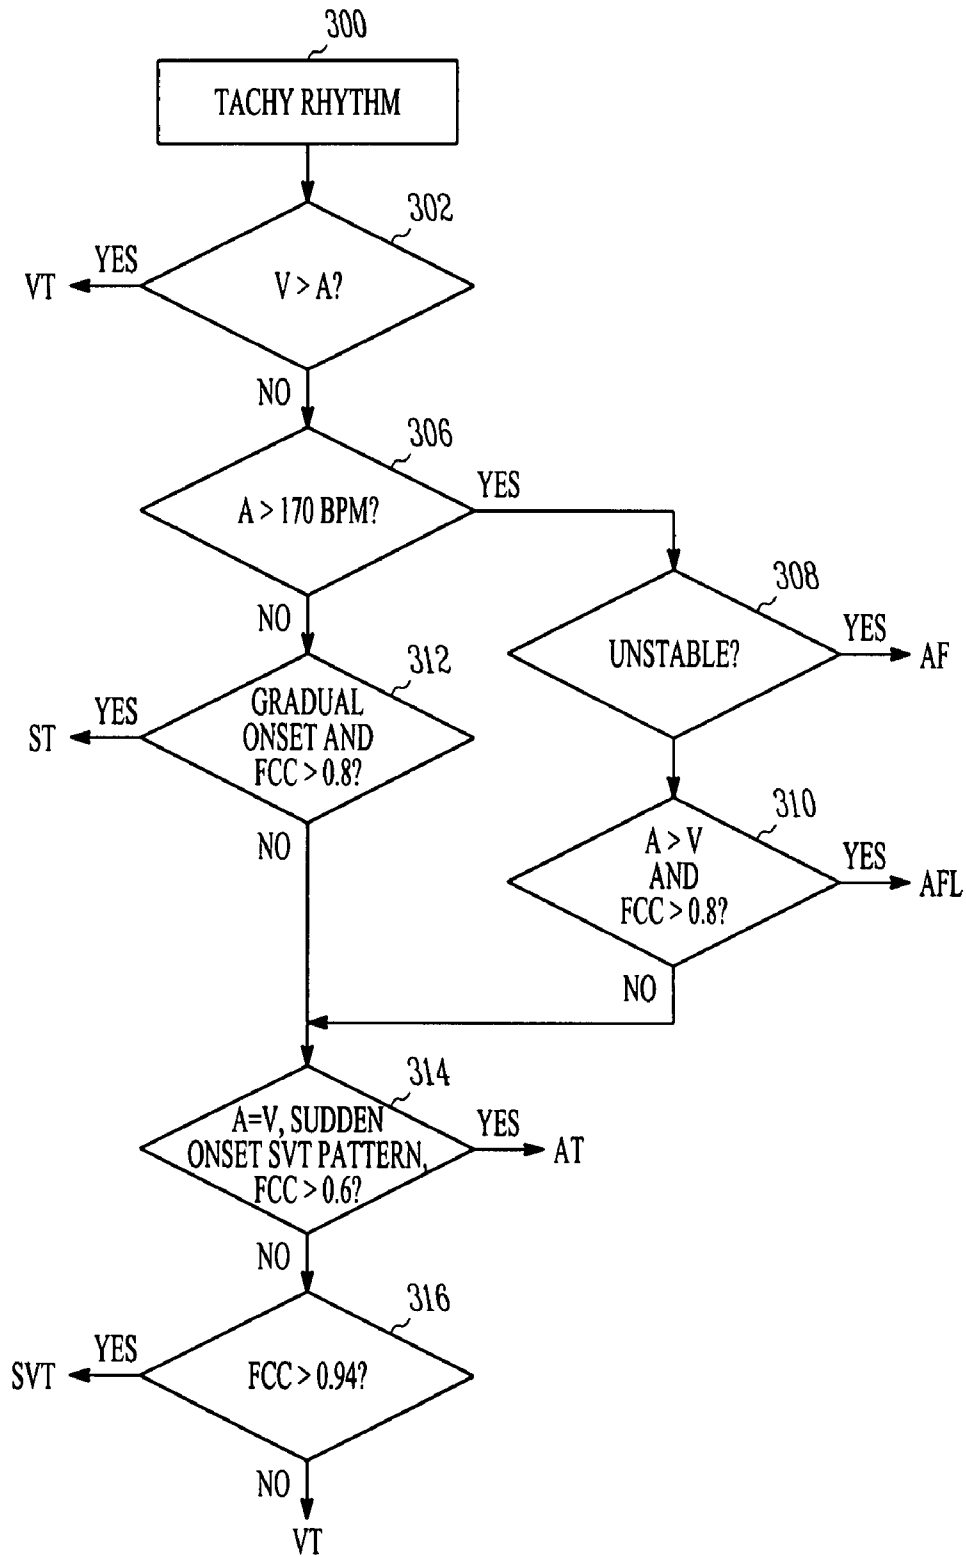 300
TACHY RHYTHM
302
V > A?
YES
VT
NO
306
A > 170 BPM?
YES
NO
308
UNSTABLE?
YES
AF
312
GRADUAL
ONSET AND
FCC > 0.8?
YES
ST
NO
310
A > V
AND
FCC > 0.8?
YES
AFL
NO
314
A=V, SUDDEN
ONSET SVT PATTERN,
FCC > 0.6?
YES
AT
NO
316
FCC > 0.94?
YES
SVT
NO
VT